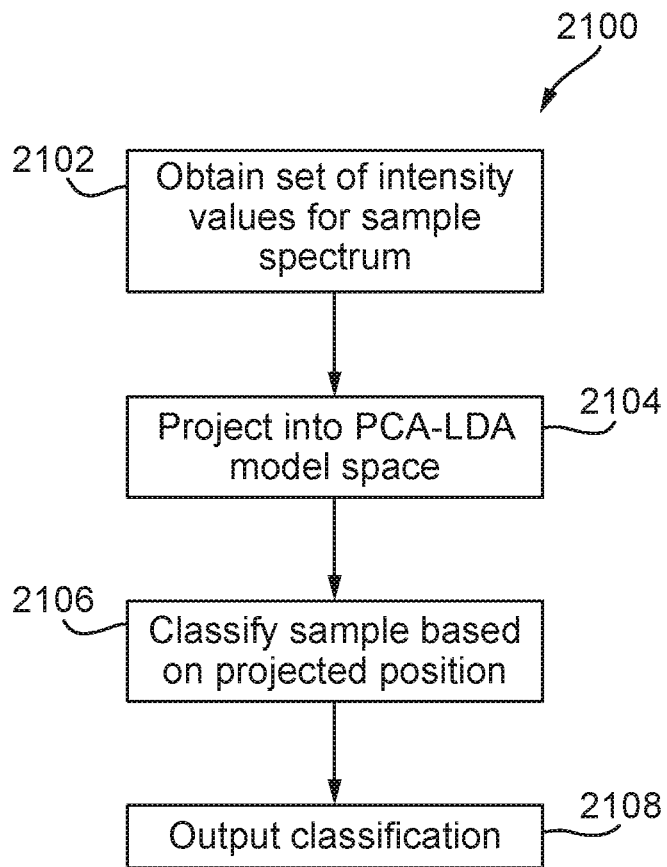 2100
2102
Obtain set of intensity
values for sample
spectrum
2104
Project into PCA-LDA
model space
2106
Classify sample based
on projected position
2108
Output classification